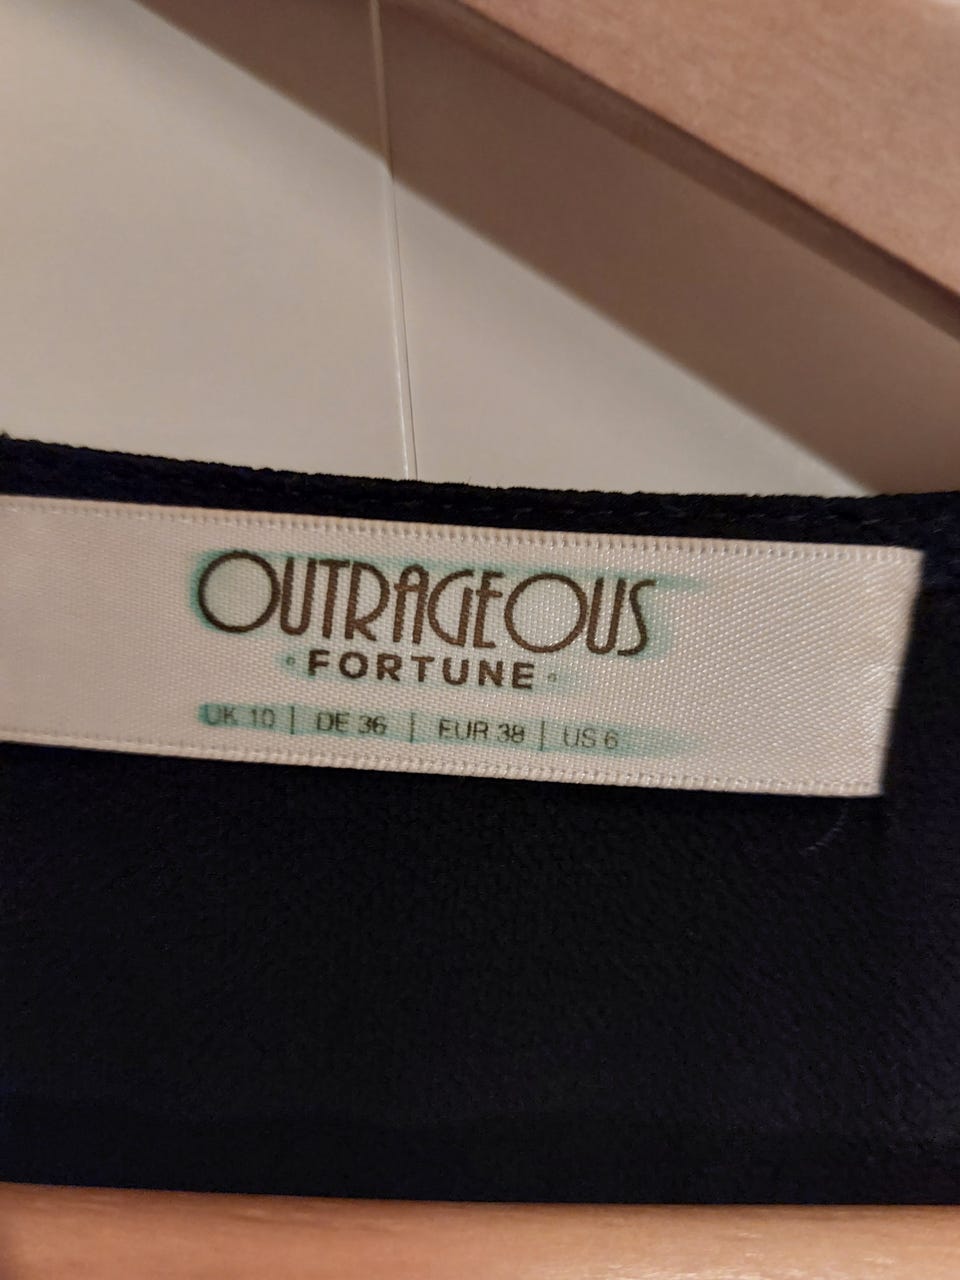 OUTRAGEOUS
• FORTUNE •
UK 10 | DE 36 | EUR 38 | US 6